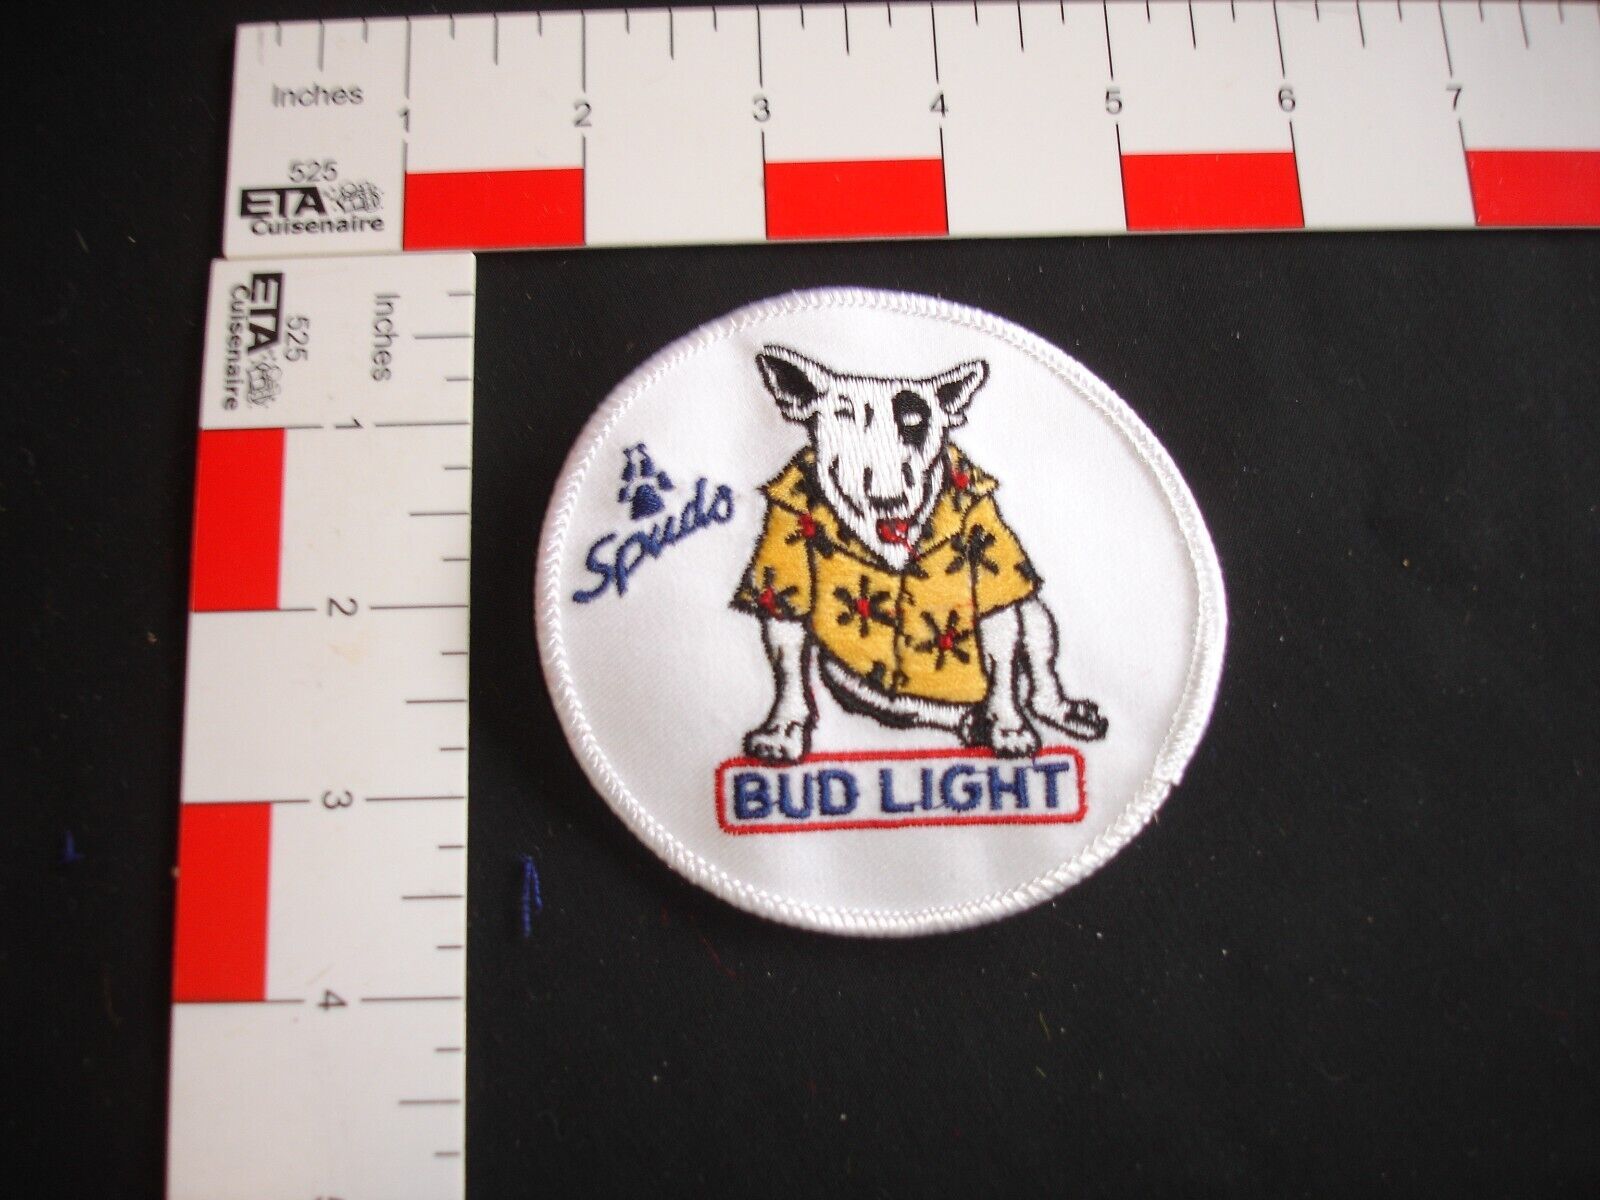 Inches
1 2 3 4 5 6 7
525
ETA
Cuisenaire
ETA
Cuisenaire
525
Inches
1
2
3
4
Spuds
BUD LIGHT